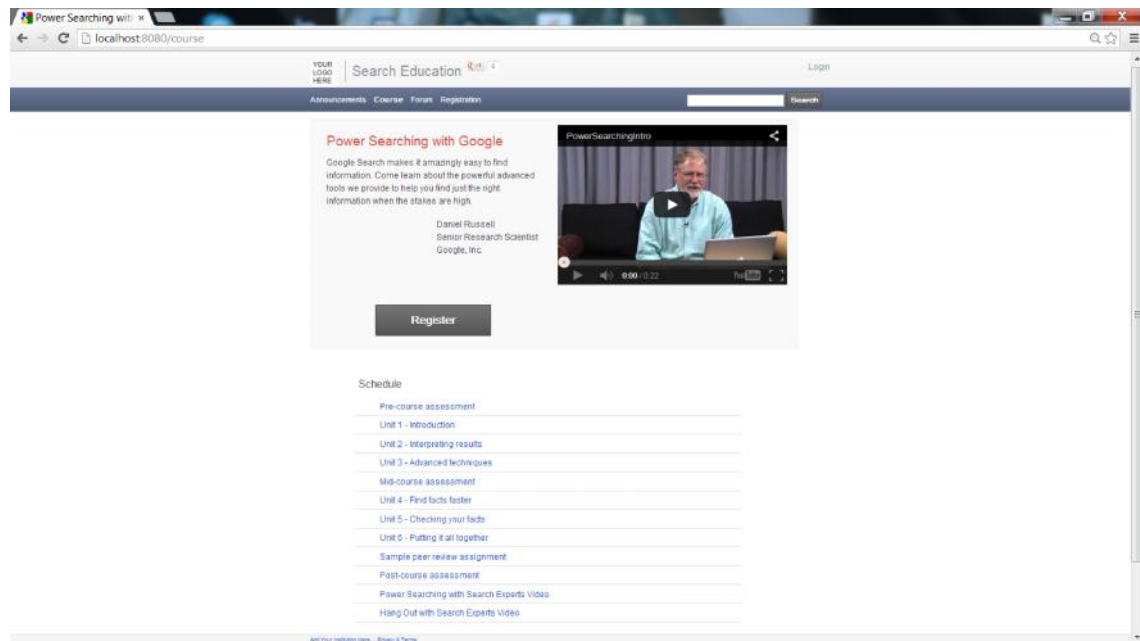 Power Searching wit
localhost:8080/course
YOUR
LOGO
HERE
Search Education
Login
Announcements Course Forum Registration
Search
Power Searching with Google
Google Search makes it amazingly easy to find
information. Come learn about the powerful advanced
tools we provide to help you find just the right
information when the stakes are high.
Daniel Russell
Senior Research Scientist
Google, Inc.
PowerSearchingIntro
0:00 / 0:22
YouTube
Register
Schedule
Pre-course assessment
Unit 1 - Introduction
Unit 2 - Interpreting results
Unit 3 - Advanced techniques
Mid-course assessment
Unit 4 - Find facts faster
Unit 5 - Checking your facts
Unit 6 - Putting it all together
Sample peer review assignment
Post-course assessment
Power Searching with Search Experts Video
Hang Out with Search Experts Video
Privacy & Terms